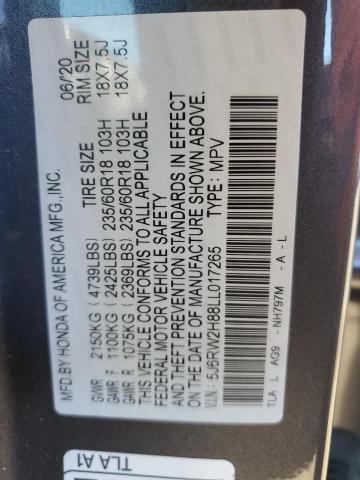 MFD.BY HONDA OF AMERICA MFG.,INC. 06/20
TIRE SIZE RIM SIZE
GVWR 2150KG (4739LBS)
GAWR F 1100KG (2425LBS) 235/60R18 103H 18X7.5J
GAWR R 1075KG (2369LBS) 235/60R18 103H 18X7.5J
THIS VEHICLE CONFORMS TO ALL APPLICABLE
FEDERAL MOTOR VEHICLE SAFETY
AND THEFT PREVENTION STANDARDS IN EFFECT
ON THE DATE OF MANUFACTURE SHOWN ABOVE.
V.I.N.: 5J6RW2H88LL017265 TYPE: MPV
TLA L AG9 - NH797M - A - L
TLA A1